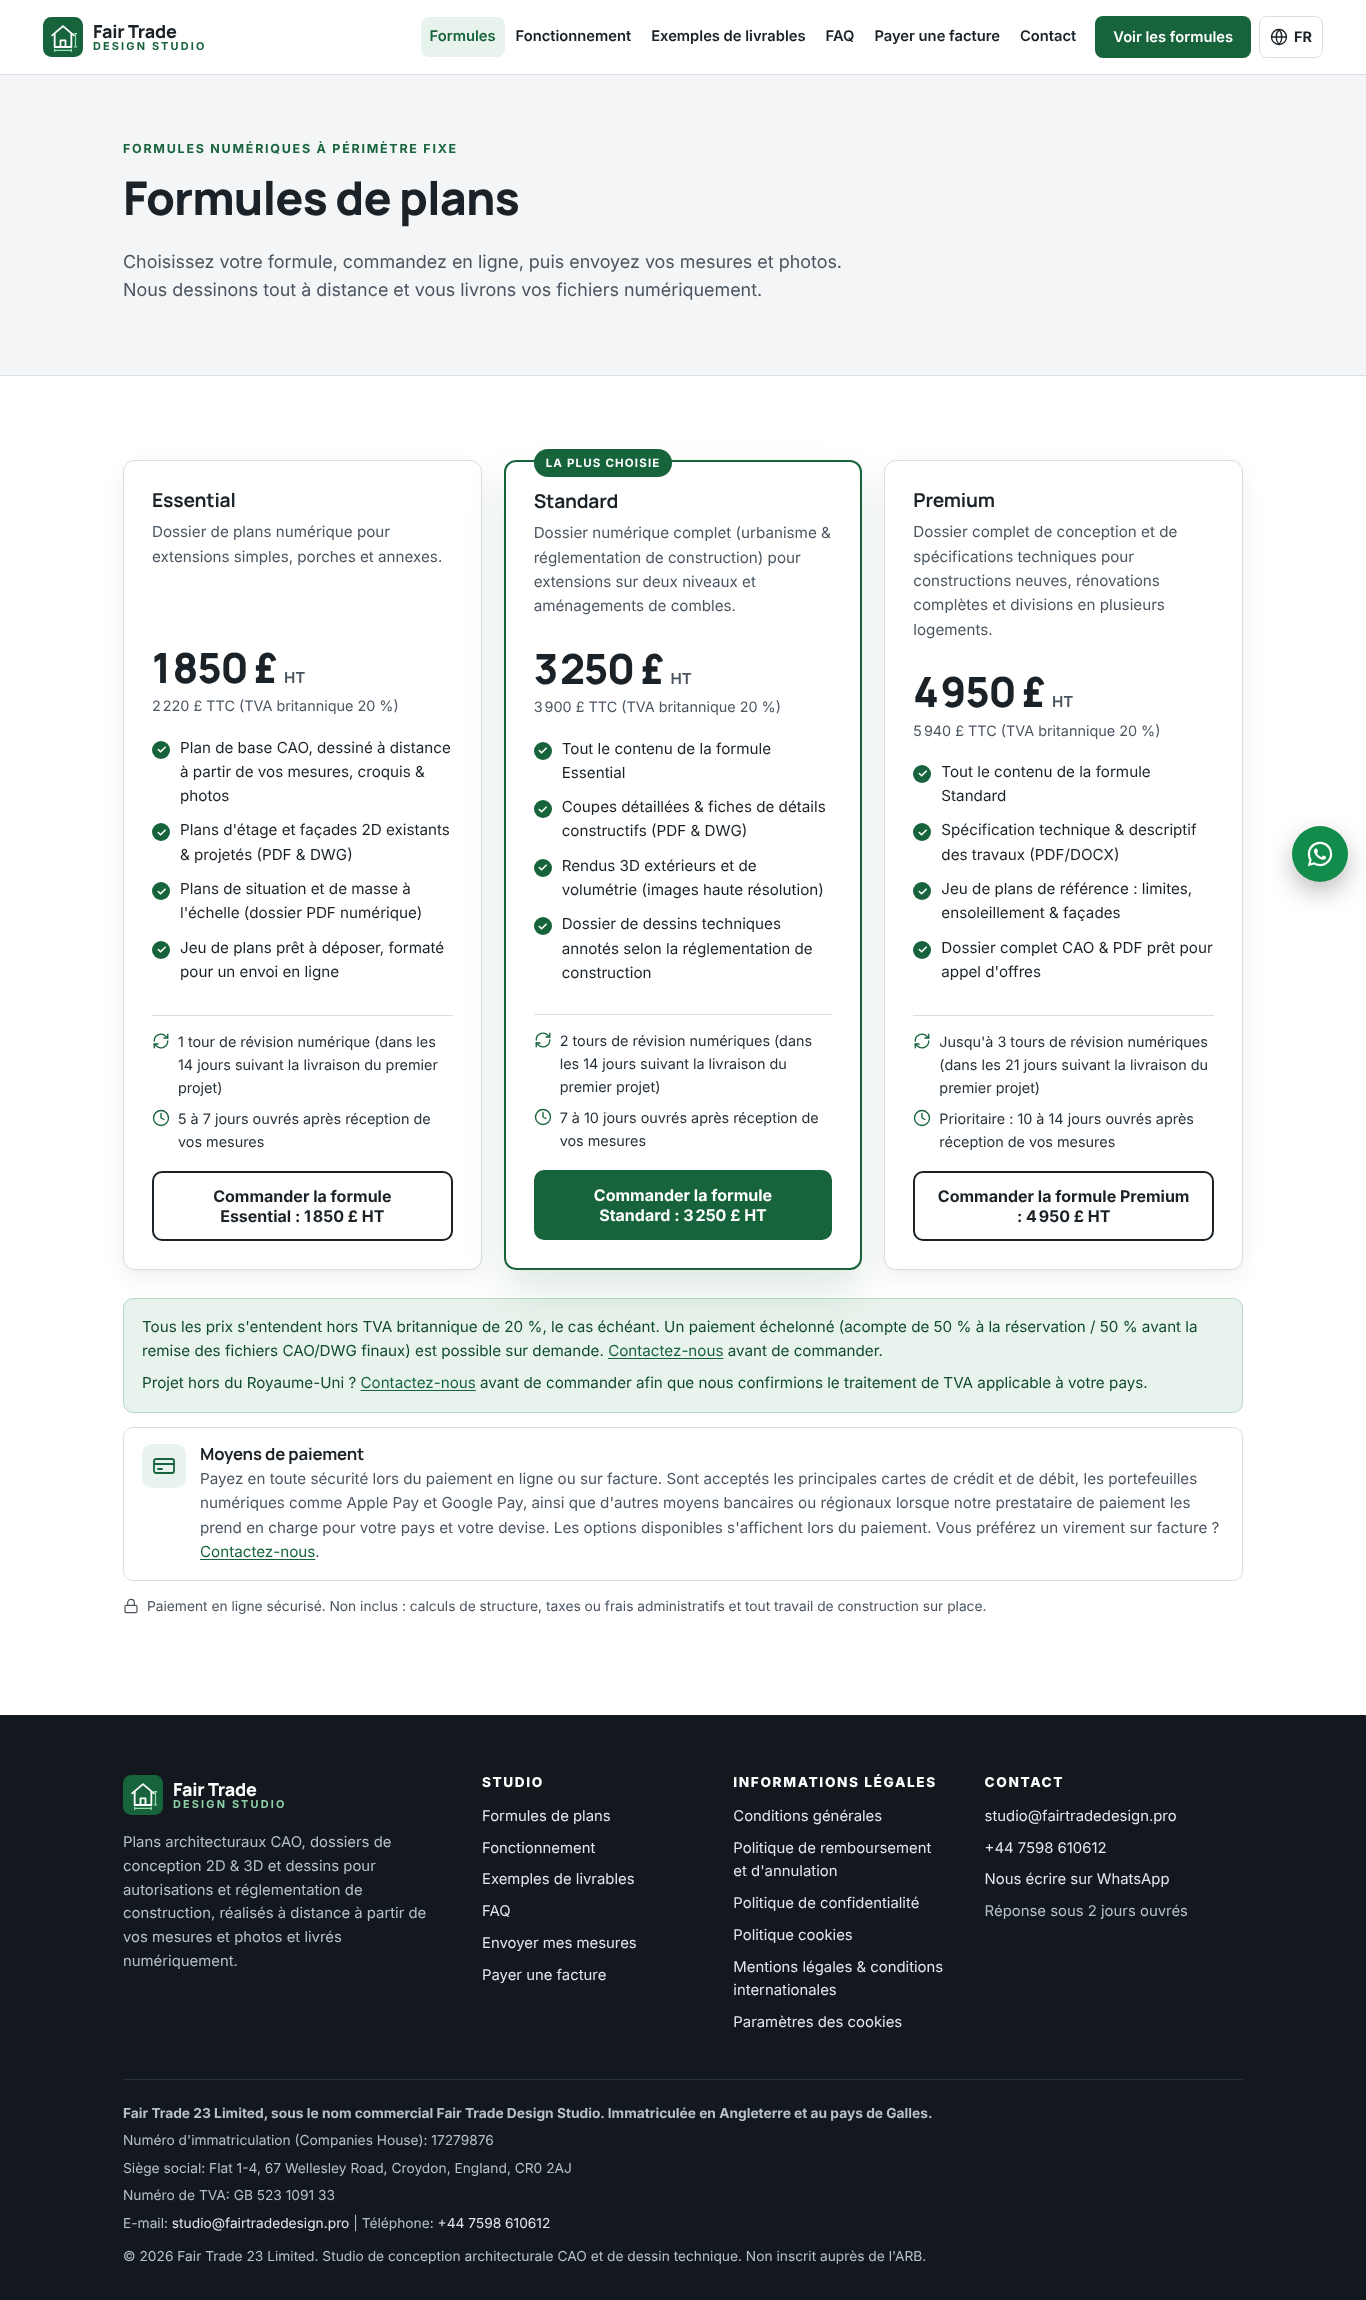 Fair Trade
DESIGN STUDIO
Formules
Fonctionnement
Exemples de livrables
FAQ
Payer une facture
Contact
Voir les formules
FR
FORMULES NUMÉRIQUES À PÉRIMÈTRE FIXE
Formules de plans
Choisissez votre formule, commandez en ligne, puis envoyez vos mesures et photos.
Nous dessinons tout à distance et vous livrons vos fichiers numériquement.
Essential
Dossier de plans numérique pour
extensions simples, porches et annexes.
1 850 £ HT
2 220 £ TTC (TVA britannique 20 %)
Plan de base CAO, dessiné à distance
à partir de vos mesures, croquis &
photos
Plans d'étage et façades 2D existants
& projetés (PDF & DWG)
Plans de situation et de masse à
l'échelle (dossier PDF numérique)
Jeu de plans prêt à déposer, formaté
pour un envoi en ligne
1 tour de révision numérique (dans les
14 jours suivant la livraison du premier
projet)
5 à 7 jours ouvrés après réception de
vos mesures
Commander la formule
Essential : 1 850 £ HT
LA PLUS CHOISIE
Standard
Dossier numérique complet (urbanisme &
réglementation de construction) pour
extensions sur deux niveaux et
aménagements de combles.
3 250 £ HT
3 900 £ TTC (TVA britannique 20 %)
Tout le contenu de la formule
Essential
Coupes détaillées & fiches de détails
constructifs (PDF & DWG)
Rendus 3D extérieurs et de
volumétrie (images haute résolution)
Dossier de dessins techniques
annotés selon la réglementation de
construction
2 tours de révision numériques (dans
les 14 jours suivant la livraison du
premier projet)
7 à 10 jours ouvrés après réception de
vos mesures
Commander la formule
Standard : 3 250 £ HT
Premium
Dossier complet de conception et de
spécifications techniques pour
constructions neuves, rénovations
complètes et divisions en plusieurs
logements.
4 950 £ HT
5 940 £ TTC (TVA britannique 20 %)
Tout le contenu de la formule
Standard
Spécification technique & descriptif
des travaux (PDF/DOCX)
Jeu de plans de référence : limites,
ensoleillement & façades
Dossier complet CAO & PDF prêt pour
appel d'offres
Jusqu'à 3 tours de révision numériques
(dans les 21 jours suivant la livraison du
premier projet)
Prioritaire : 10 à 14 jours ouvrés après
réception de vos mesures
Commander la formule Premium
: 4 950 £ HT
Tous les prix s'entendent hors TVA britannique de 20 %, le cas échéant. Un paiement échelonné (acompte de 50 % à la réservation / 50 % avant la
remise des fichiers CAO/DWG finaux) est possible sur demande. Contactez-nous avant de commander.
Projet hors du Royaume-Uni ? Contactez-nous avant de commander afin que nous confirmions le traitement de TVA applicable à votre pays.
Moyens de paiement
Payez en toute sécurité lors du paiement en ligne ou sur facture. Sont acceptés les principales cartes de crédit et de débit, les portefeuilles
numériques comme Apple Pay et Google Pay, ainsi que d'autres moyens bancaires ou régionaux lorsque notre prestataire de paiement les
prend en charge pour votre pays et votre devise. Les options disponibles s'affichent lors du paiement. Vous préférez un virement sur facture ?
Contactez-nous.
Paiement en ligne sécurisé. Non inclus : calculs de structure, taxes ou frais administratifs et tout travail de construction sur place.
Fair Trade
DESIGN STUDIO
Plans architecturaux CAO, dossiers de
conception 2D & 3D et dessins pour
autorisations et réglementation de
construction, réalisés à distance à partir de
vos mesures et photos et livrés
numériquement.
STUDIO
Formules de plans
Fonctionnement
Exemples de livrables
FAQ
Envoyer mes mesures
Payer une facture
INFORMATIONS LÉGALES
Conditions générales
Politique de remboursement
et d'annulation
Politique de confidentialité
Politique cookies
Mentions légales & conditions
internationales
Paramètres des cookies
CONTACT
studio@fairtradedesign.pro
+44 7598 610612
Nous écrire sur WhatsApp
Réponse sous 2 jours ouvrés
Fair Trade 23 Limited, sous le nom commercial Fair Trade Design Studio. Immatriculée en Angleterre et au pays de Galles.
Numéro d'immatriculation (Companies House): 17279876
Siège social: Flat 1-4, 67 Wellesley Road, Croydon, England, CR0 2AJ
Numéro de TVA: GB 523 1091 33
E-mail: studio@fairtradedesign.pro | Téléphone: +44 7598 610612
© 2026 Fair Trade 23 Limited. Studio de conception architecturale CAO et de dessin technique. Non inscrit auprès de l'ARB.